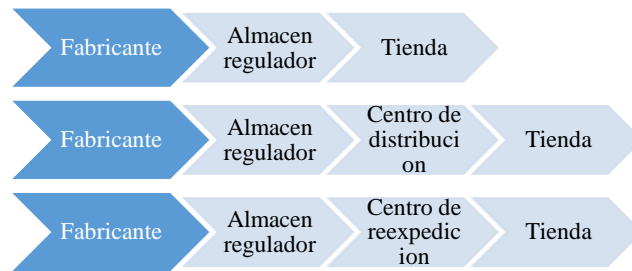 Fabricante
Almacen
regulador
Tienda
Fabricante
Almacen
regulador
Centro de
distribuci
on
Tienda
Fabricante
Almacen
regulador
Centro de
reexpedic
ion
Tienda